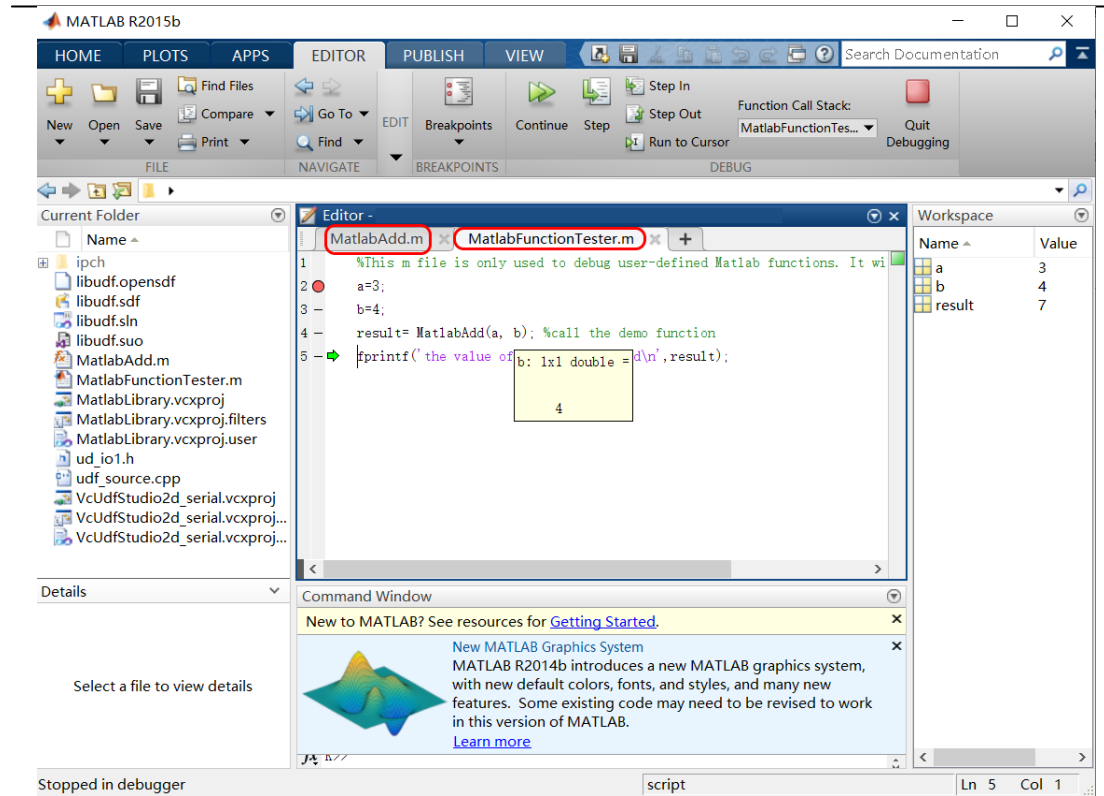 MATLAB R2015b
HOME PLOTS APPS EDITOR PUBLISH VIEW Search Documentation
New Open Save
Find Files
Compare
Print
FILE
Go To
Find
NAVIGATE
EDIT
Breakpoints
BREAKPOINTS
Continue Step
Step In
Step Out
Run to Cursor
Function Call Stack:
MatlabFunctionTes...
Quit Debugging
DEBUG
Current Folder
Name
ipch
libudf.opensdf
libudf.sdf
libudf.sln
libudf.suo
MatlabAdd.m
MatlabFunctionTester.m
MatlabLibrary.vcxproj
MatlabLibrary.vcxproj.filters
MatlabLibrary.vcxproj.user
ud_io1.h
udf_source.cpp
VcUdfStudio2d_serial.vcxproj
VcUdfStudio2d_serial.vcxproj...
VcUdfStudio2d_serial.vcxproj...
Details
Select a file to view details
Editor -
MatlabAdd.m MatlabFunctionTester.m
1 %This m file is only used to debug user-defined Matlab functions. It wi
2 a=3;
3 – b=4;
4 – result= MatlabAdd(a, b); %call the demo function
5 – fprintf('the value of d\n',result);
b: 1x1 double =
4
Command Window
New to MATLAB? See resources for Getting Started.
New MATLAB Graphics System
MATLAB R2014b introduces a new MATLAB graphics system,
with new default colors, fonts, and styles, and many new
features. Some existing code may need to be revised to work
in this version of MATLAB.
Learn more
Workspace
Name Value
a 3
b 4
result 7
Stopped in debugger script Ln 5 Col 1